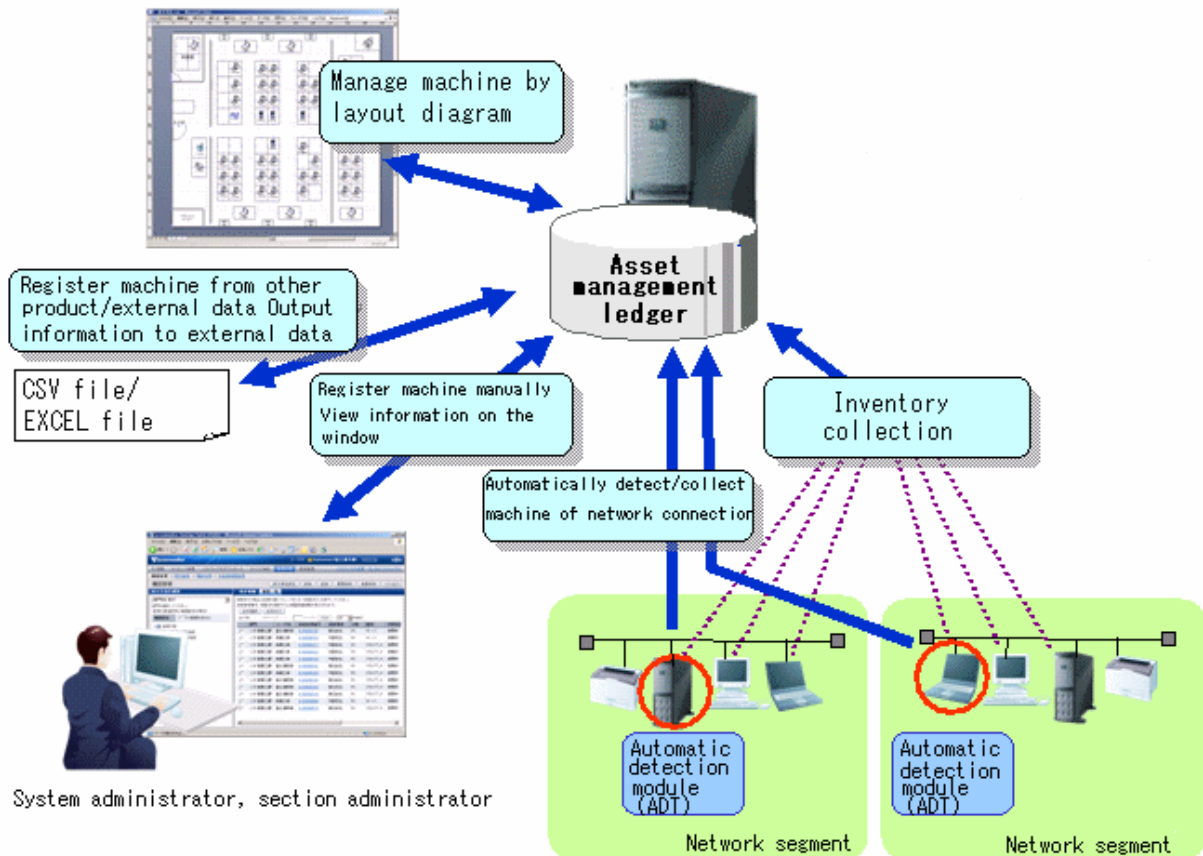 Manage machine by
layout diagram
Asset
management
ledger
Register machine from other
product/external data Output
information to external data
CSV file/
EXCEL file
Register machine manually
View information on the
window
Inventory
collection
Automatically detect/collect
machine of network connection
Automatic
detection
module
(ADT)
Automatic
detection
module
(ADT)
System administrator, section administrator
Network segment
Network segment